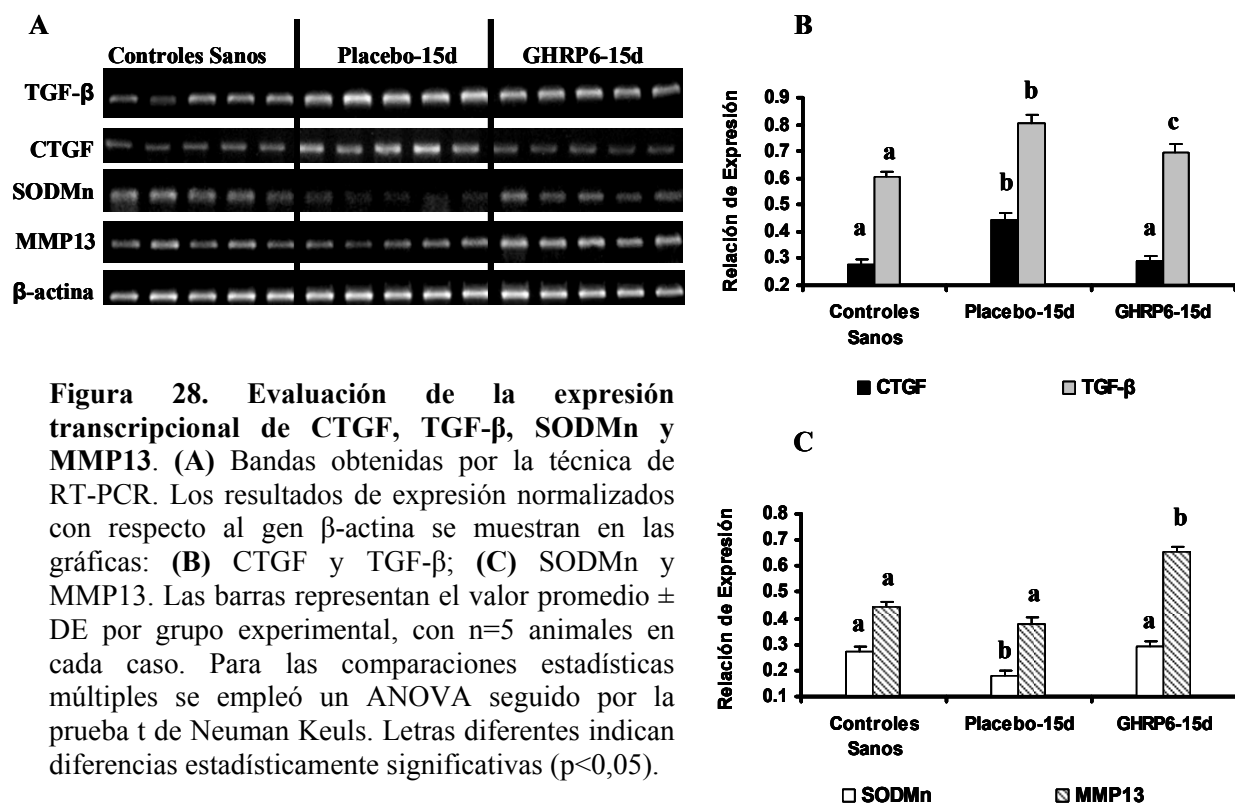 A
Controles Sanos Placebo-15d GHRP6-15d
TGF-β
CTGF
SODMn
MMP13
β-actina
Figura 28. Evaluación de la expresión
transcripcional de CTGF, TGF-β, SODMn y
MMP13. (A) Bandas obtenidas por la técnica de
RT-PCR. Los resultados de expresión normalizados
con respecto al gen β-actina se muestran en las
gráficas: (B) CTGF y TGF-β; (C) SODMn y
MMP13. Las barras representan el valor promedio ±
DE por grupo experimental, con n=5 animales en
cada caso. Para las comparaciones estadísticas
múltiples se empleó un ANOVA seguido por la
prueba t de Neuman Keuls. Letras diferentes indican
diferencias estadísticamente significativas (p<0,05).
B
Relación de Expresión
0.9
0.8
0.7
0.6
0.5
0.4
0.3
0.2
a a
b b
a c
Controles
Sanos
Placebo-15d
GHRP6-15d
CTGF TGF-β
C
Relación de Expresión
0.8
0.7
0.6
0.5
0.4
0.3
0.2
0.1
a a
b a
a b
Controles
Sanos
Placebo-15d
GHRP6-15d
SODMn MMP13